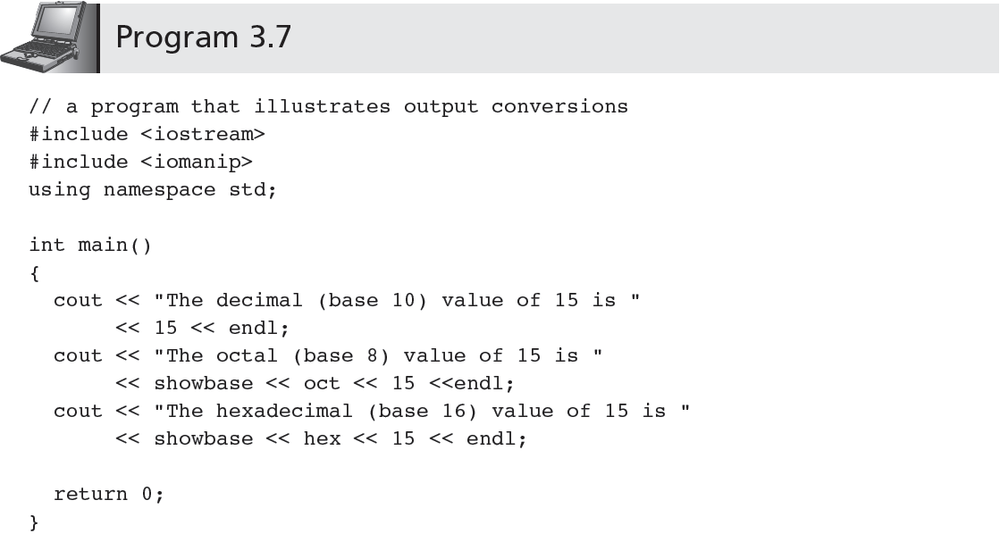 Program 3.7
// a program that illustrates output conversions
#include <iostream>
#include <iomanip>
using namespace std;

int main()
{
  cout << "The decimal (base 10) value of 15 is "
       << 15 << endl;
  cout << "The octal (base 8) value of 15 is "
       << showbase << oct << 15 <<endl;
  cout << "The hexadecimal (base 16) value of 15 is "
       << showbase << hex << 15 << endl;

  return 0;
}